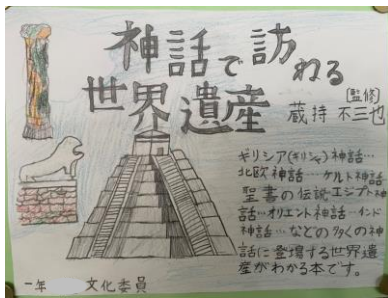 神話で訪ねる
世界遺産
[監修]
蔵持 不三也
ギリシア(ギリシャ)神話…
北欧神話…ケルト神話
聖書の伝説エジプト神
話…オリエント神話…インド
神話…などの多くの神
話に登場する世界遺
産がわかる本です。
一年 文化委員